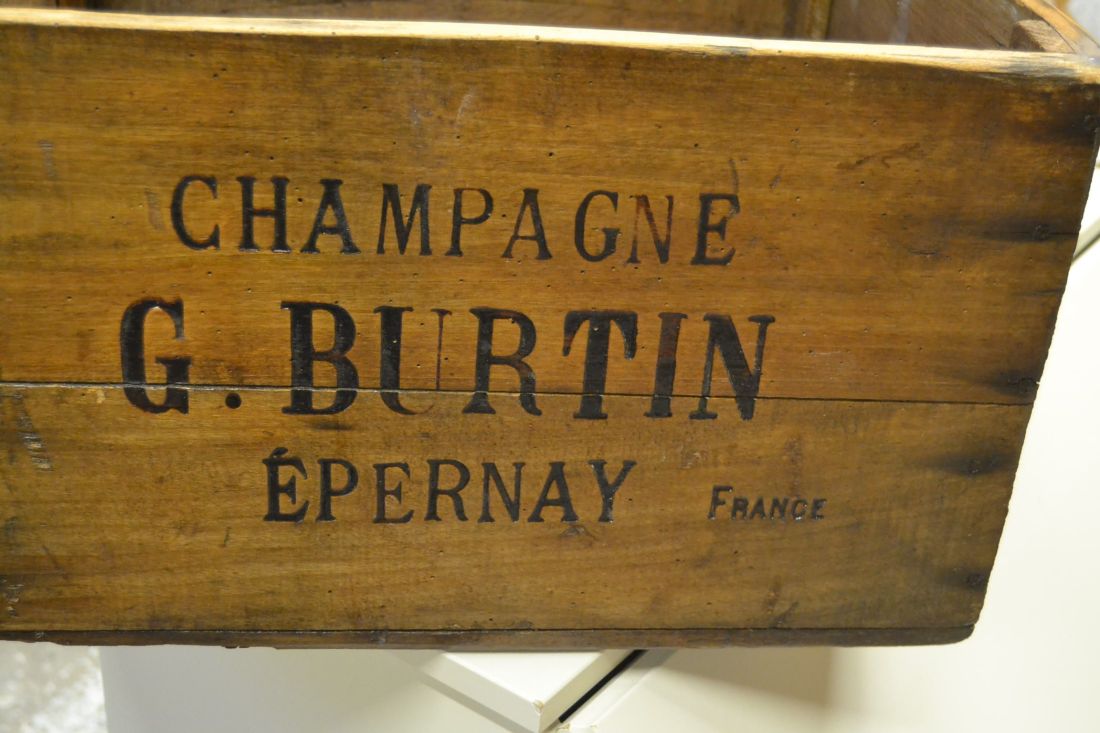 CHAMPAGNE
G. BURTIN
ÉPERNAY FRANCE